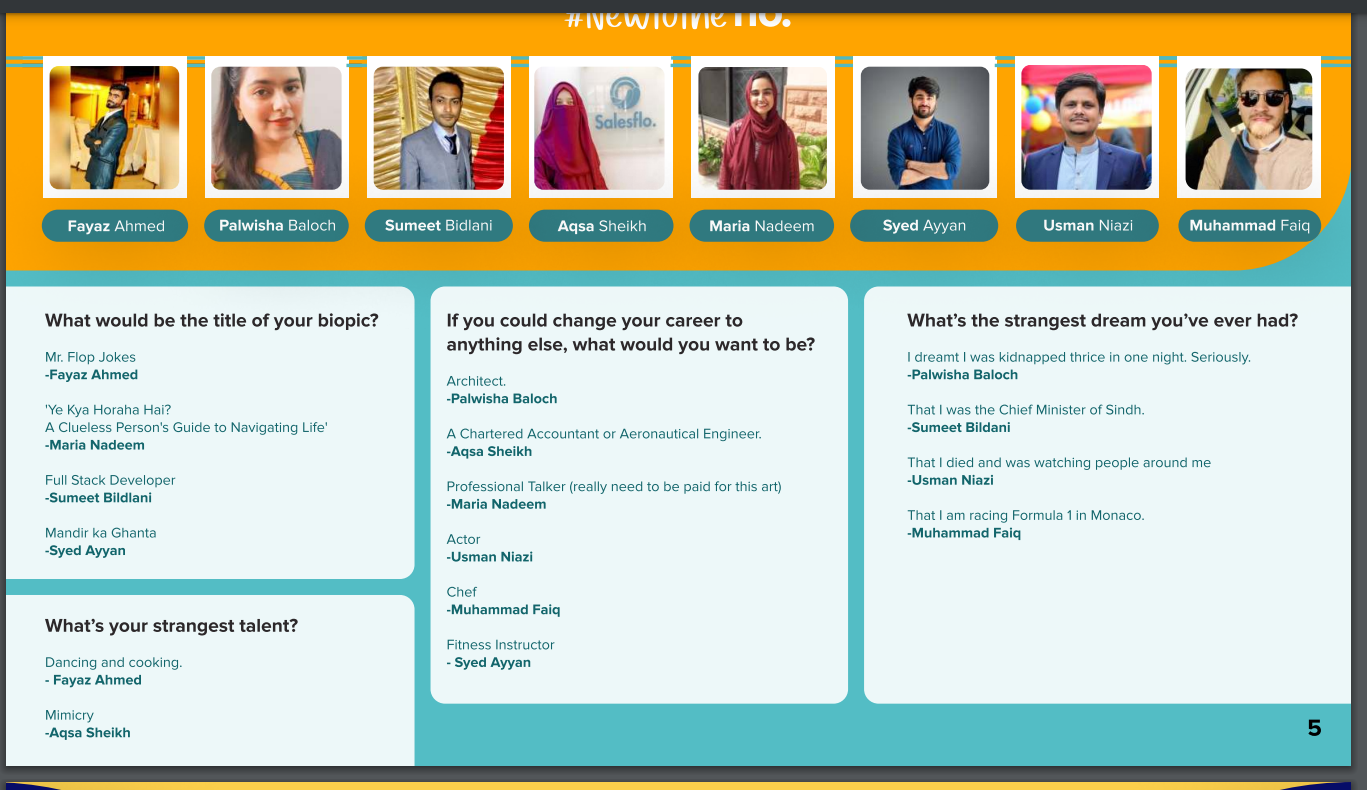 #NewToThe flo.
Salesflo.
Fayaz Ahmed
Palwisha Baloch
Sumeet Bidlani
Aqsa Sheikh
Maria Nadeem
Syed Ayyan
Usman Niazi
Muhammad Faiq
What would be the title of your biopic?
Mr. Flop Jokes
-Fayaz Ahmed
'Ye Kya Horaha Hai?
A Clueless Person's Guide to Navigating Life'
-Maria Nadeem
Full Stack Developer
-Sumeet Bildlani
Mandir ka Ghanta
-Syed Ayyan
What's your strangest talent?
Dancing and cooking.
- Fayaz Ahmed
Mimicry
-Aqsa Sheikh
If you could change your career to
anything else, what would you want to be?
Architect.
-Palwisha Baloch
A Chartered Accountant or Aeronautical Engineer.
-Aqsa Sheikh
Professional Talker (really need to be paid for this art)
-Maria Nadeem
Actor
-Usman Niazi
Chef
-Muhammad Faiq
Fitness Instructor
- Syed Ayyan
What's the strangest dream you've ever had?
I dreamt I was kidnapped thrice in one night. Seriously.
-Palwisha Baloch
That I was the Chief Minister of Sindh.
-Sumeet Bildani
That I died and was watching people around me
-Usman Niazi
That I am racing Formula 1 in Monaco.
-Muhammad Faiq
5